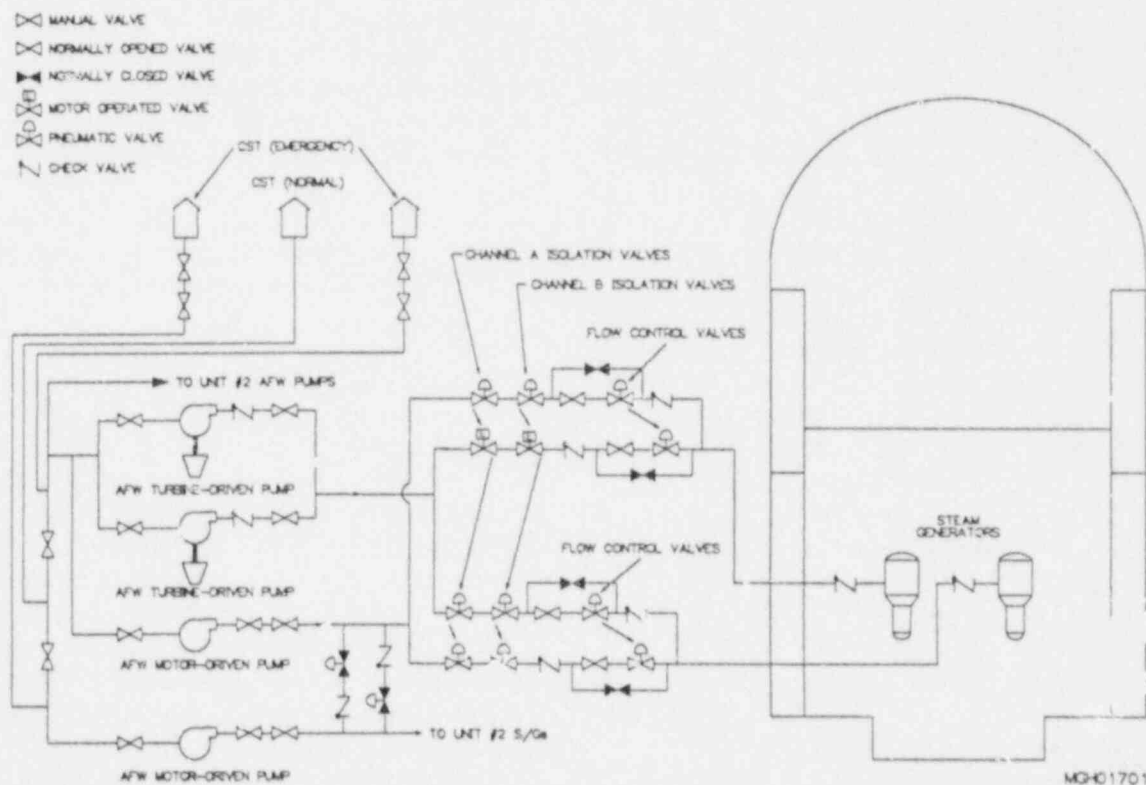 MANUAL VALVE
NORMALLY OPENED VALVE
NORMALLY CLOSED VALVE
MOTOR OPERATED VALVE
PNEUMATIC VALVE
CHECK VALVE
CST (EMERGENCY)
CST (NORMAL)
CHANNEL A ISOLATION VALVES
CHANNEL B ISOLATION VALVES
FLOW CONTROL VALVES
TO UNIT #2 AFW PUMPS
AFW TURBINE-DRIVEN PUMP
STEAM
GENERATORS
FLOW CONTROL VALVES
AFW TURBINE-DRIVEN PUMP
AFW MOTOR-DRIVEN PUMP
TO UNIT #2 S/Gs
AFW MOTOR-DRIVEN PUMP
MGH01701